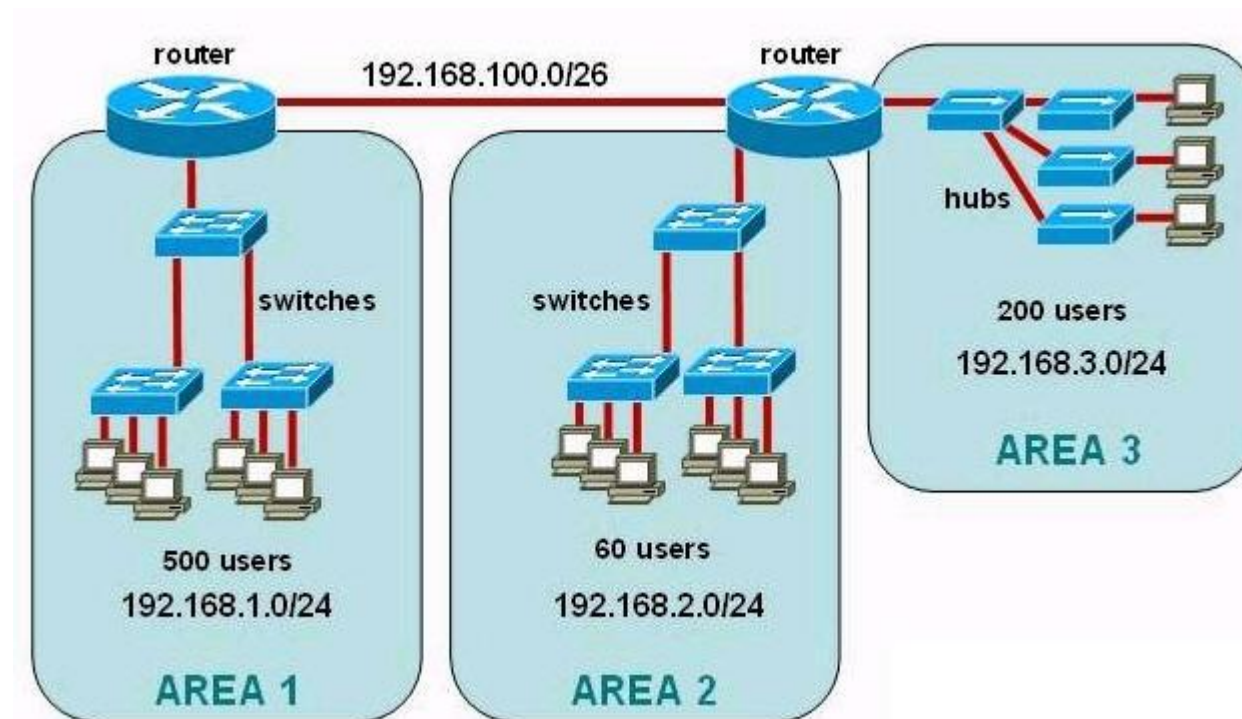 router
192.168.100.0/26
router
hubs
switches
switches
200 users
192.168.3.0/24
AREA 3
500 users
192.168.1.0/24
AREA 1
60 users
192.168.2.0/24
AREA 2